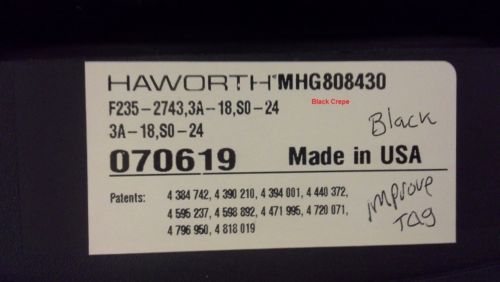 HAWORTH® MHG808430
F235-2743,3A-18,S0-24
Black Crepe
3A-18,S0-24
Black
070619 Made in USA
Patents: 4 384 742, 4 390 210, 4 394 001, 4 440 372,
4 595 237, 4 598 892, 4 471 995, 4 720 071,
4 796 950, 4 818 019
improve
Tag